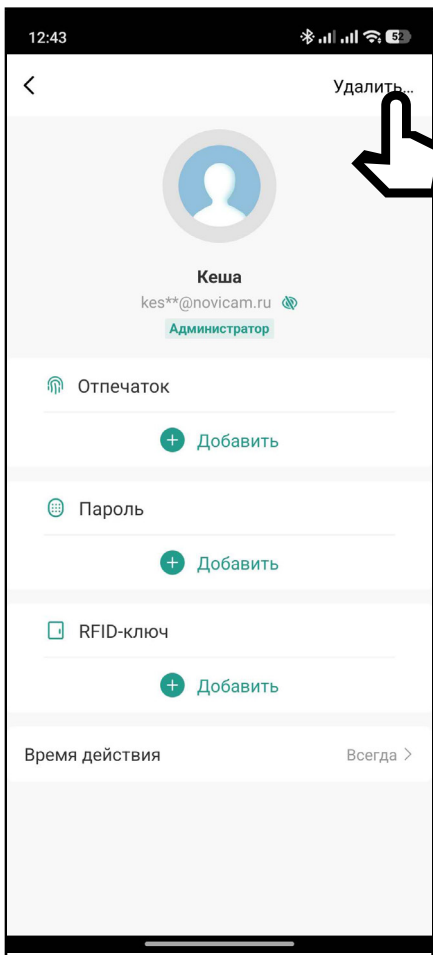 12:43 52
Удалить...
Кеша
kes**@novicam.ru
Администратор
Отпечаток
Добавить
Пароль
Добавить
RFID-ключ
Добавить
Время действия Всегда